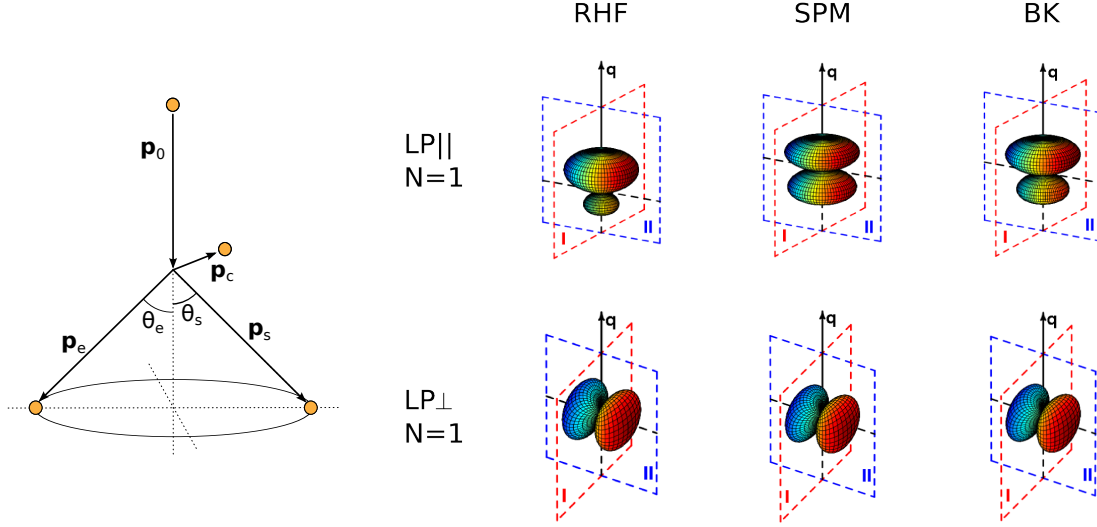 RHF SPM BK
p0
pc
θe θs
pe
ps
LP||
N=1
q q q
I II I II I II
LP⊥
N=1
q q q
I II I II I II